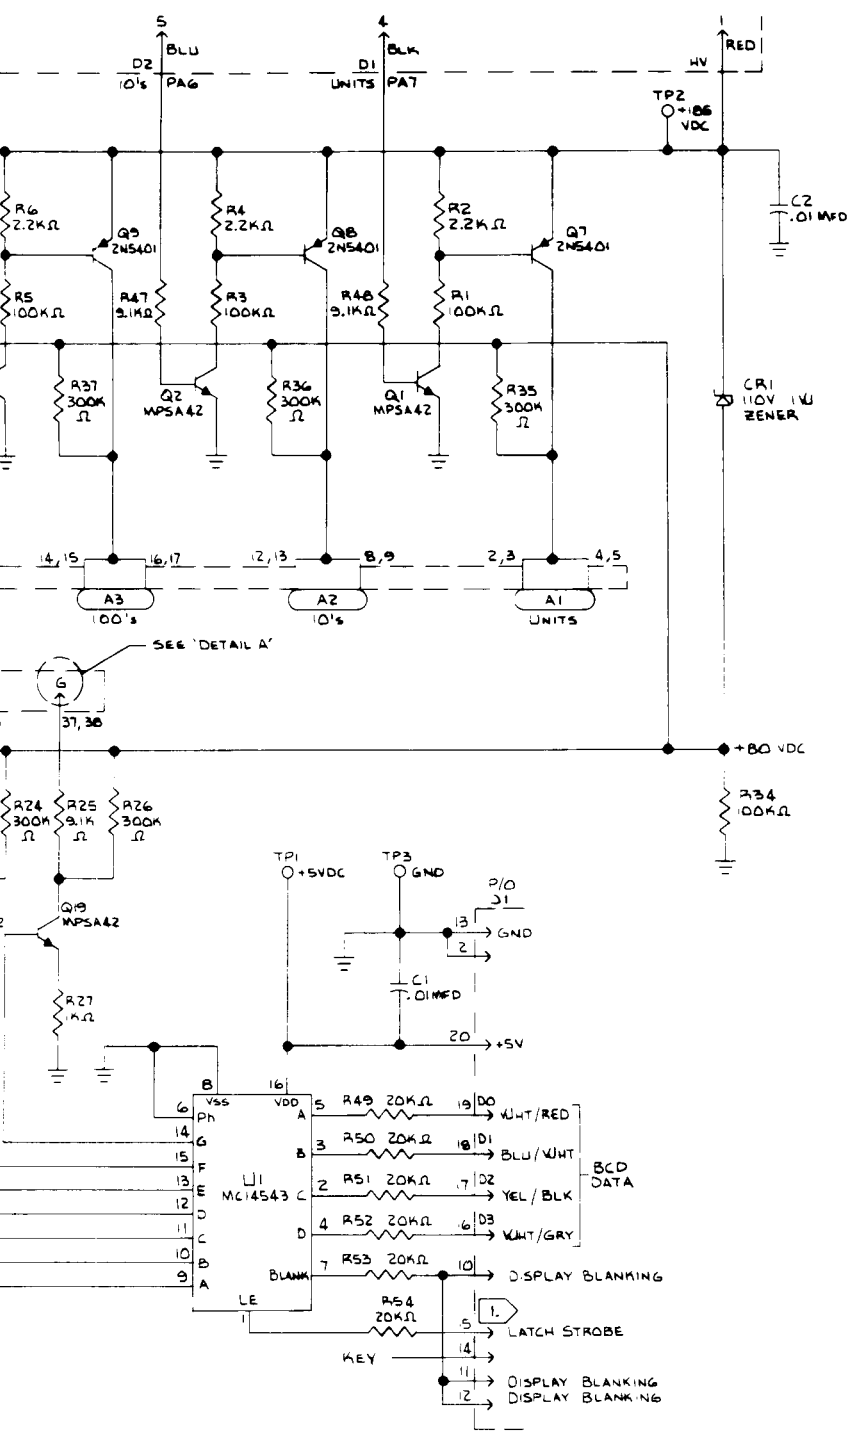 5
BLU
D2
10's
PA6
4
BLK
D1
UNITS
PA7
RED
HV
TP2
+186
VDC
R6
2.2KΩ
Q9
2N5401
R4
2.2KΩ
Q8
2N5401
R2
2.2KΩ
Q7
2N5401
C2
.01 MFD
R5
100KΩ
R47
9.1KΩ
R3
100KΩ
R48
9.1KΩ
R1
100KΩ
R37
300K
Ω
Q2
MPSA42
R36
300K
Ω
Q1
MPSA42
R35
300K
Ω
CR1
110V 1W
ZENER
14,15
16,17
12,13
8,9
2,3
4,5
A3
100's
A2
10's
A1
UNITS
SEE 'DETAIL A'
G
37,38
+80 VDC
R24
300K
Ω
R25
9.1K
Ω
R26
300K
Ω
R34
100KΩ
TP1
+5VDC
TP3
GND
P/O
J1
Q19
MPSA42
2
13
GND
2
C1
.01MFD
R27
1KΩ
20
+5V
8
VSS
16
VDD
6
Ph
14
G
15
F
13
E
12
D
11
C
10
B
9
A
U1
MC14543
LE
1
A
5
R49 20KΩ
19
D0
WHT/RED
B
3
R50 20KΩ
18
D1
BLU/WHT
C
2
R51 20KΩ
17
D2
YEL/BLK
D
4
R52 20KΩ
16
D3
WHT/GRY
BCD
DATA
BLANK
7
R53 20KΩ
10
DISPLAY BLANKING
R54
20KΩ
1.
15
LATCH STROBE
KEY
14
11
DISPLAY BLANKING
12
DISPLAY BLANKING